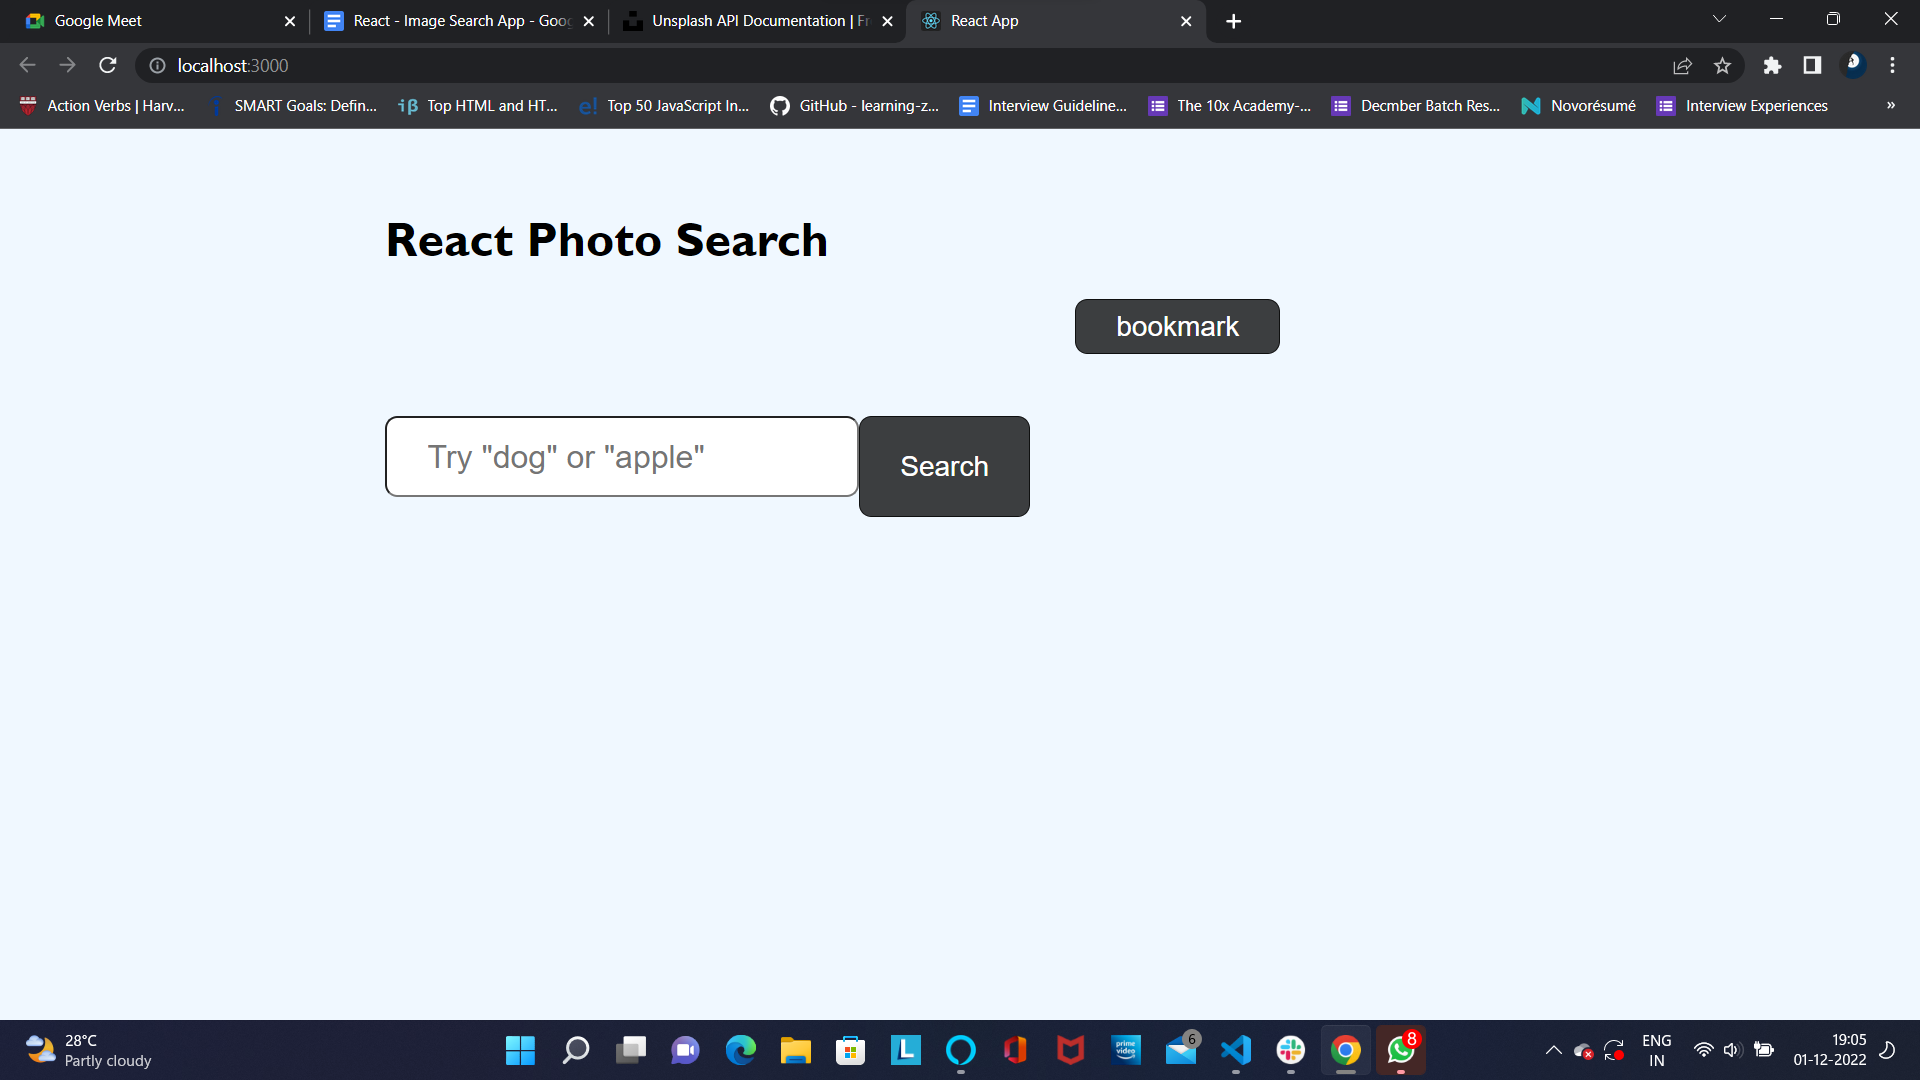 Google Meet
React - Image Search App - Goog
Unsplash API Documentation | Fr
React App
localhost:3000
Action Verbs | Harv...
SMART Goals: Defin...
Top HTML and HT...
Top 50 JavaScript In...
GitHub - learning-z...
Interview Guideline...
The 10x Academy-...
Decmber Batch Res...
Novorésumé
Interview Experiences
»
React Photo Search
bookmark
Try "dog" or "apple"
Search
28°C
Partly cloudy
prime video
6
8
ENG
IN
19:05
01-12-2022